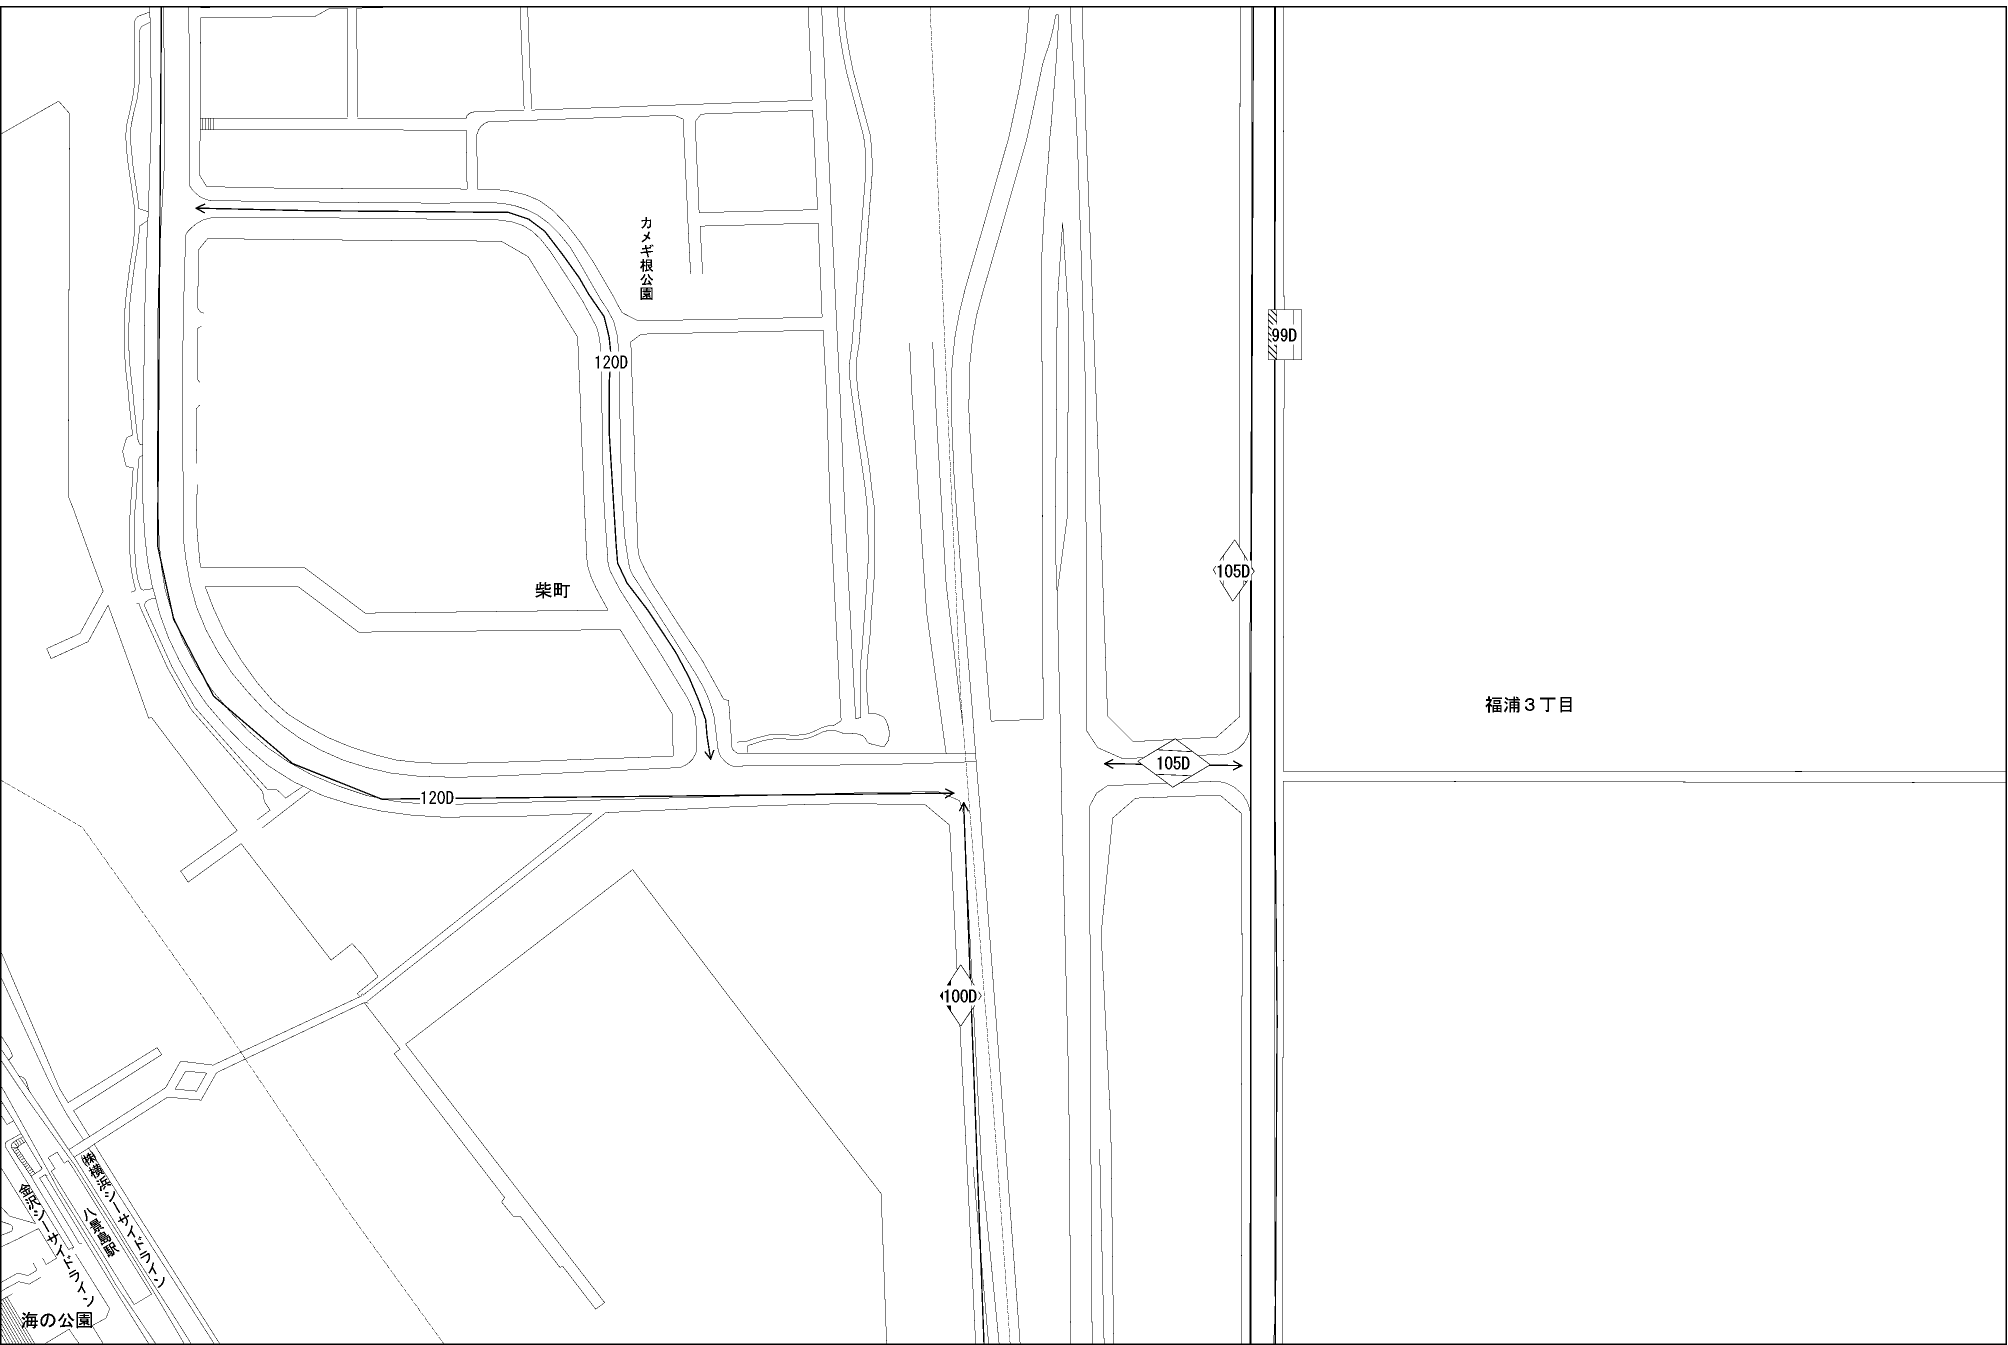 カメギ根公園
99D
120D
105D
柴町
福浦３丁目
105D
120D
100D
㈱横浜シーサイドライン
八景島駅
金沢シーサイドライン
海の公園